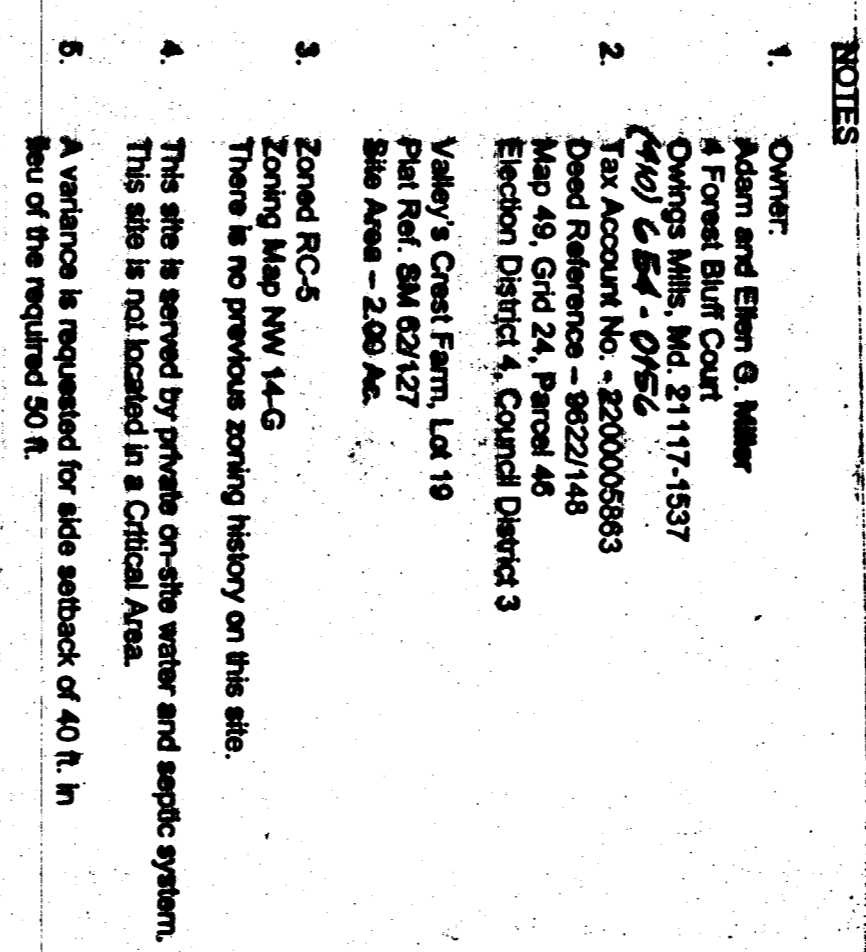 NOTES
1. Owner:
Adam and Ellen G. Miller
4 Forest Bluff Court
Owings Mills, Md. 21117-1537
(410) 654-0156
2. Tax Account No. - 2200005863
Deed Reference – 9622/148
Map 49, Grid 24, Parcel 46
Election District 4, Council District 3
Valley's Crest Farm, Lot 19
Plat Ref. SM 62/127
Site Area – 2.00 Ac.
3. Zoned RC-5
Zoning Map NW 14-G
There is no previous zoning history on this site.
4. This site is served by private on-site water and septic system.
This site is not located in a Critical Area.
5. A variance is requested for side setback of 40 ft. in
lieu of the required 50 ft.